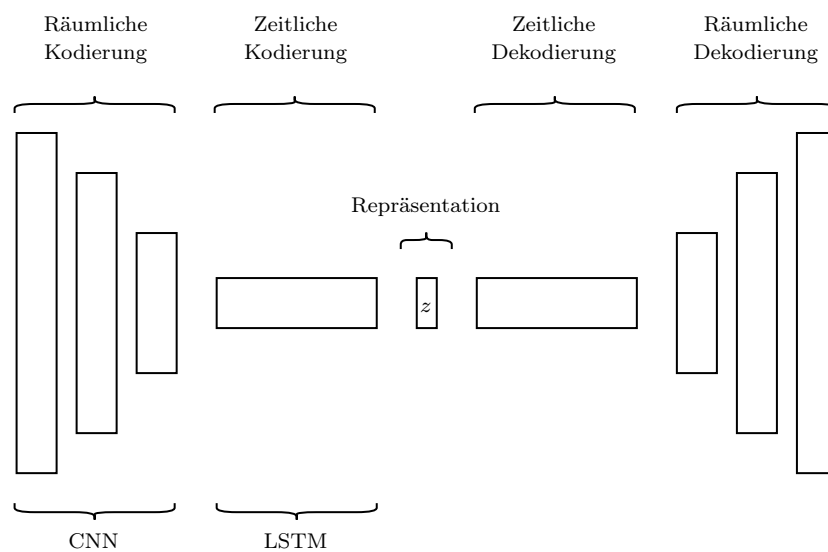 Räumliche
Kodierung
Zeitliche
Kodierung
Zeitliche
Dekodierung
Räumliche
Dekodierung
Repräsentation
z
CNN
LSTM